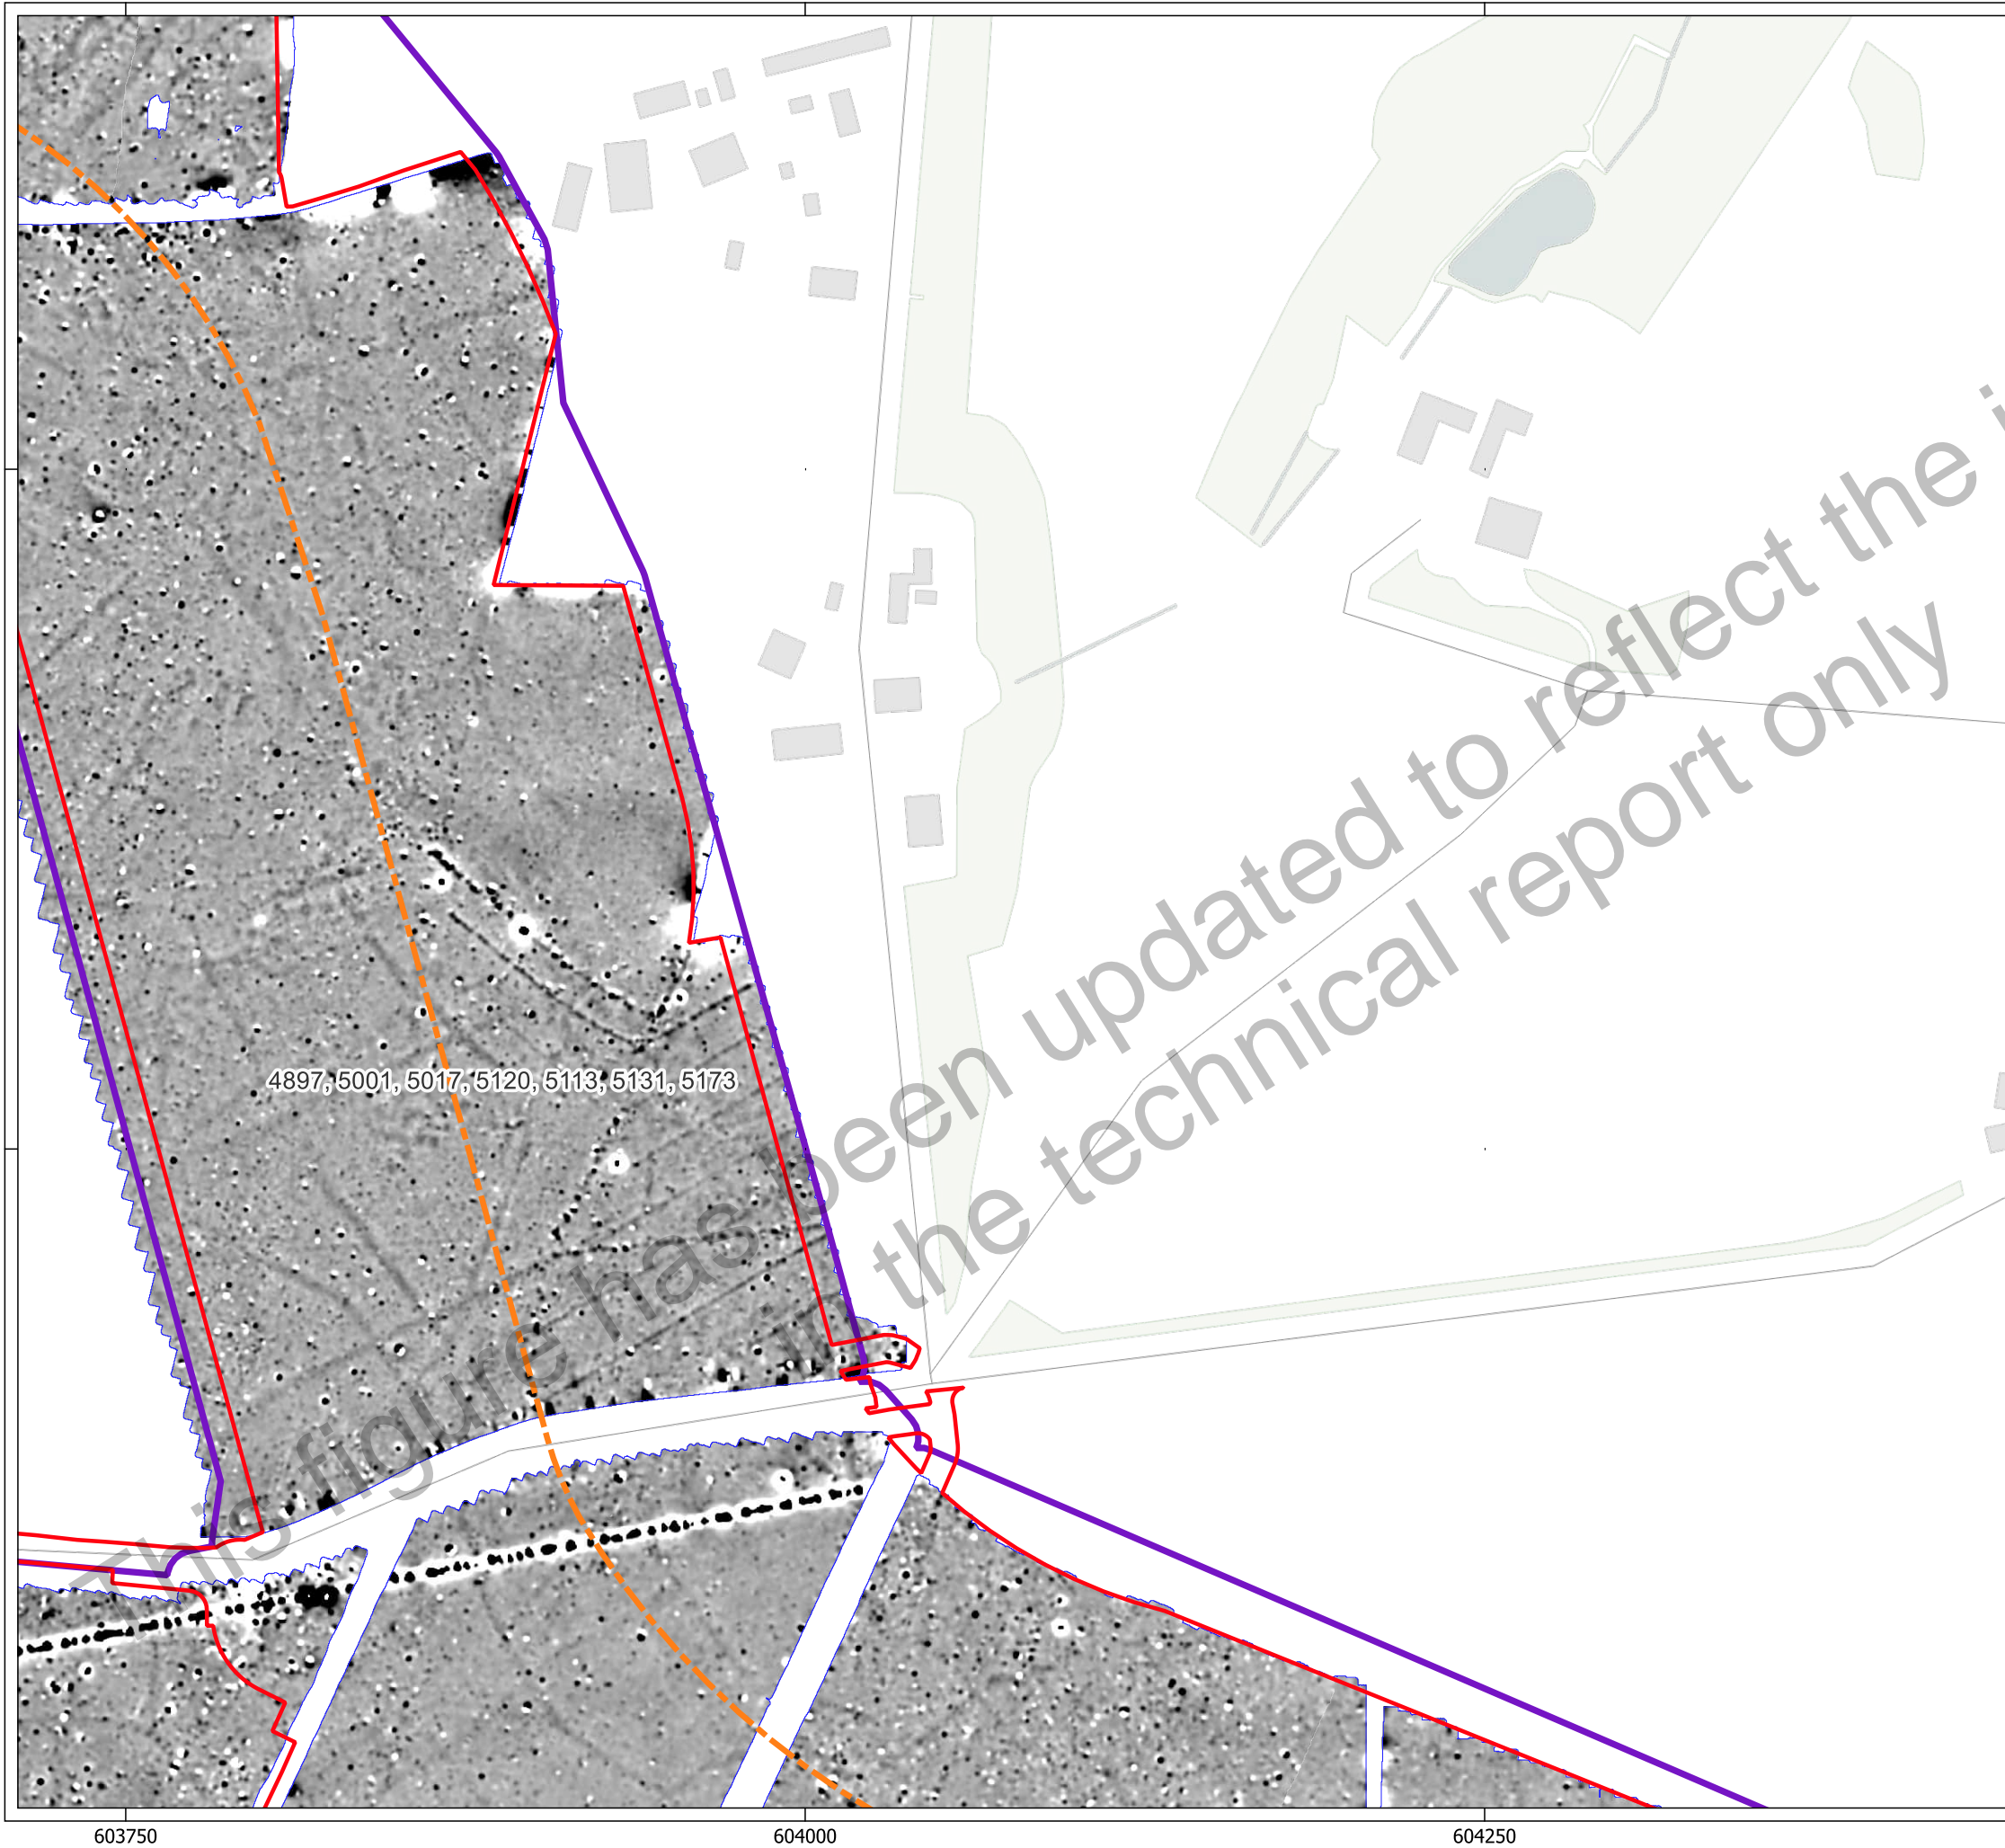 4897, 5001, 5017, 5120, 5113, 5131, 5173
This figure has been updated to reflect the
in the technical report only
603750
604000
604250